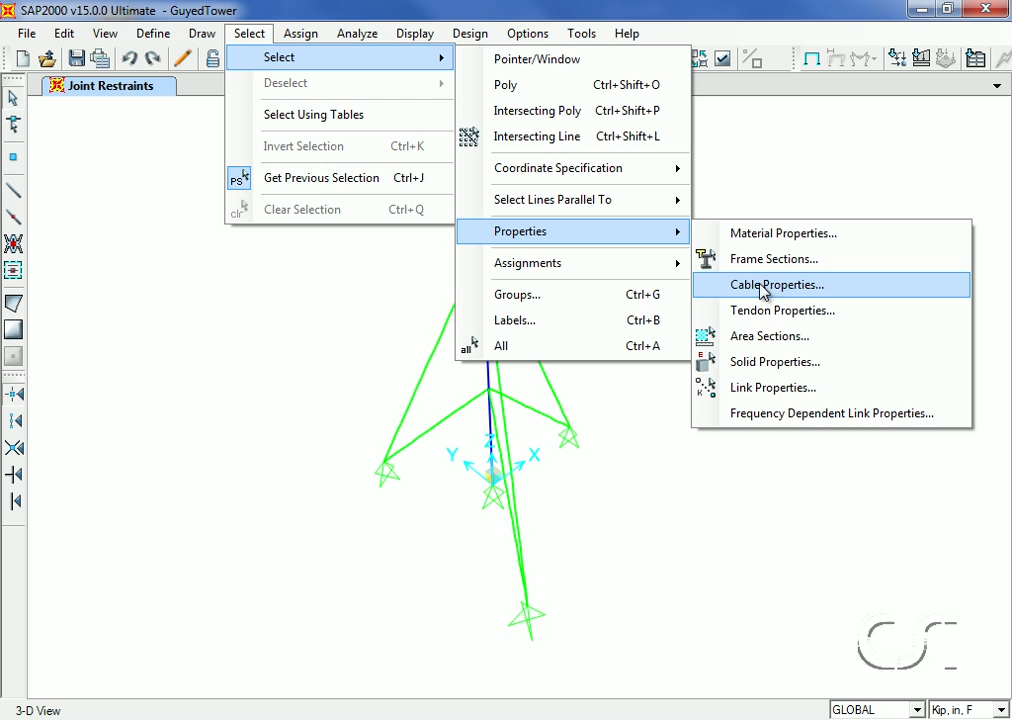 SAP2000 v15.0.0 Ultimate - GuyedTower
File Edit View Define Draw Select Assign Analyze Display Design Options Tools Help
Joint Restraints
Select
Deselect
Select Using Tables
Invert Selection Ctrl+K
PS Get Previous Selection Ctrl+J
clr Clear Selection Ctrl+Q
Pointer/Window
Poly Ctrl+Shift+O
Intersecting Poly Ctrl+Shift+P
Intersecting Line Ctrl+Shift+L
Coordinate Specification
Select Lines Parallel To
Properties
Assignments
Groups... Ctrl+G
Labels... Ctrl+B
all All Ctrl+A
Material Properties...
Frame Sections...
Cable Properties...
Tendon Properties...
Area Sections...
Solid Properties...
Link Properties...
Frequency Dependent Link Properties...
Z
Y X
CSI
3-D View
GLOBAL
Kip, in, F